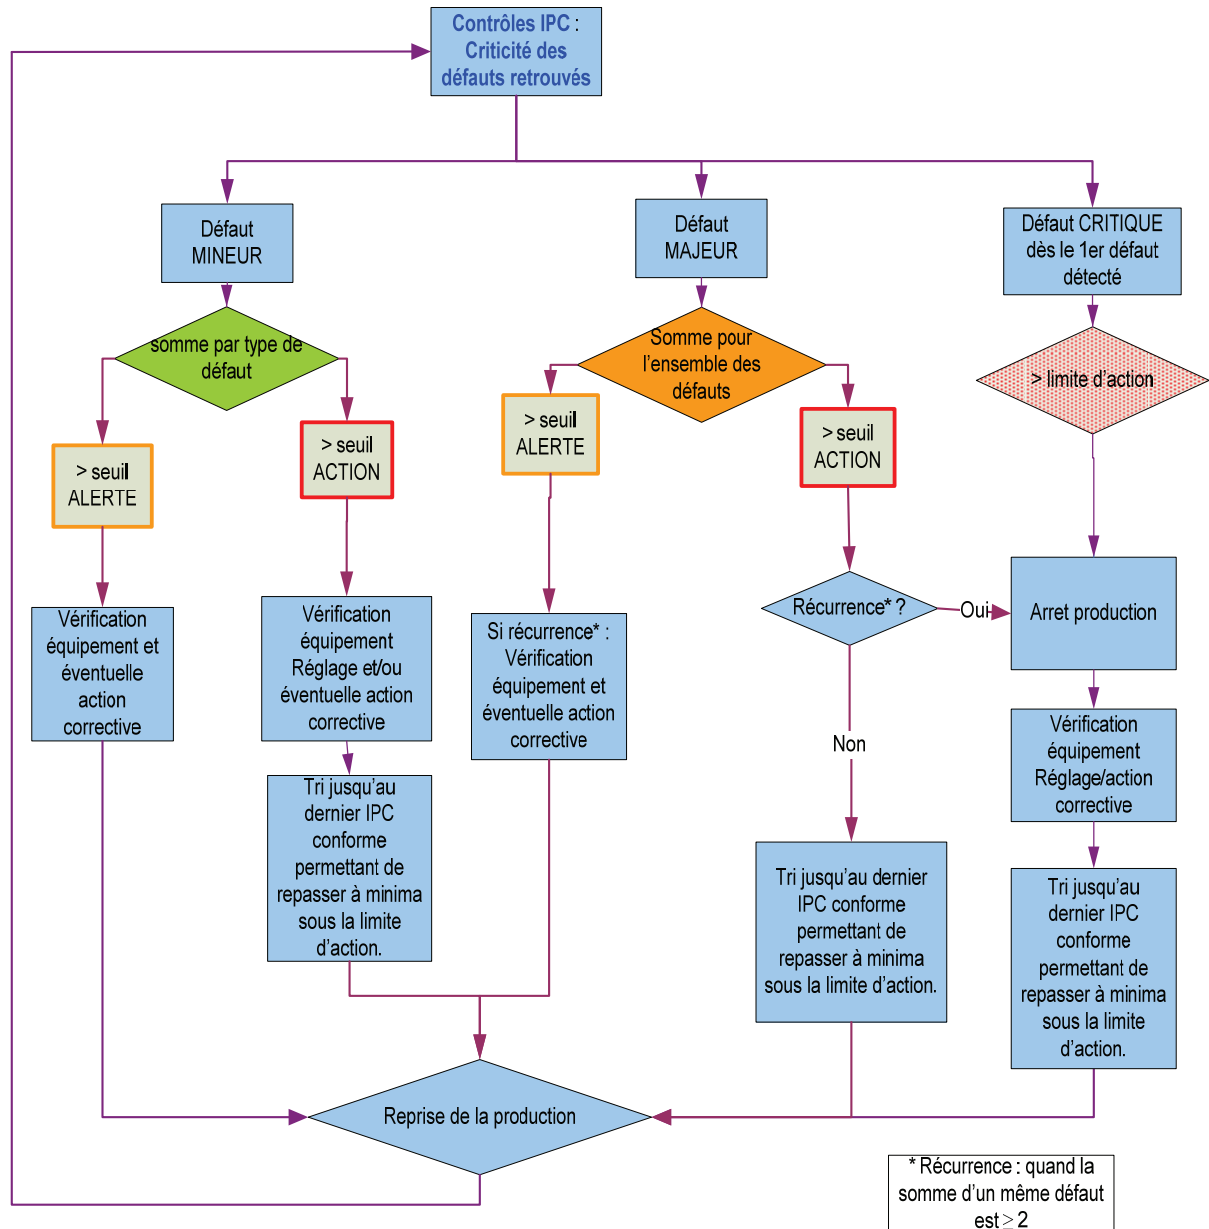 Contrôles IPC :
Criticité des
défauts retrouvés
Défaut
MINEUR
Défaut
MAJEUR
Défaut CRITIQUE
dès le 1er défaut
détecté
somme par type de
défaut
Somme pour
l'ensemble des
défauts
> limite d'action
> seuil
ALERTE
> seuil
ACTION
> seuil
ALERTE
> seuil
ACTION
Vérification
équipement et
éventuelle
action
corrective
Vérification
équipement
Réglage et/ou
éventuelle action
corrective
Si récurrence* :
Vérification
équipement et
éventuelle action
corrective
Récurrence* ?
Oui
Arret production
Non
Vérification
équipement
Réglage/action
corrective
Tri jusqu'au
dernier IPC
conforme
permettant de
repasser à minima
sous la limite
d'action.
Tri jusqu'au dernier
IPC conforme
permettant de
repasser à minima
sous la limite d'action.
Tri jusqu'au
dernier IPC
conforme
permettant de
repasser à minima
sous la limite
d'action.
Reprise de la production
* Récurrence : quand la
somme d'un même défaut
est ≥ 2